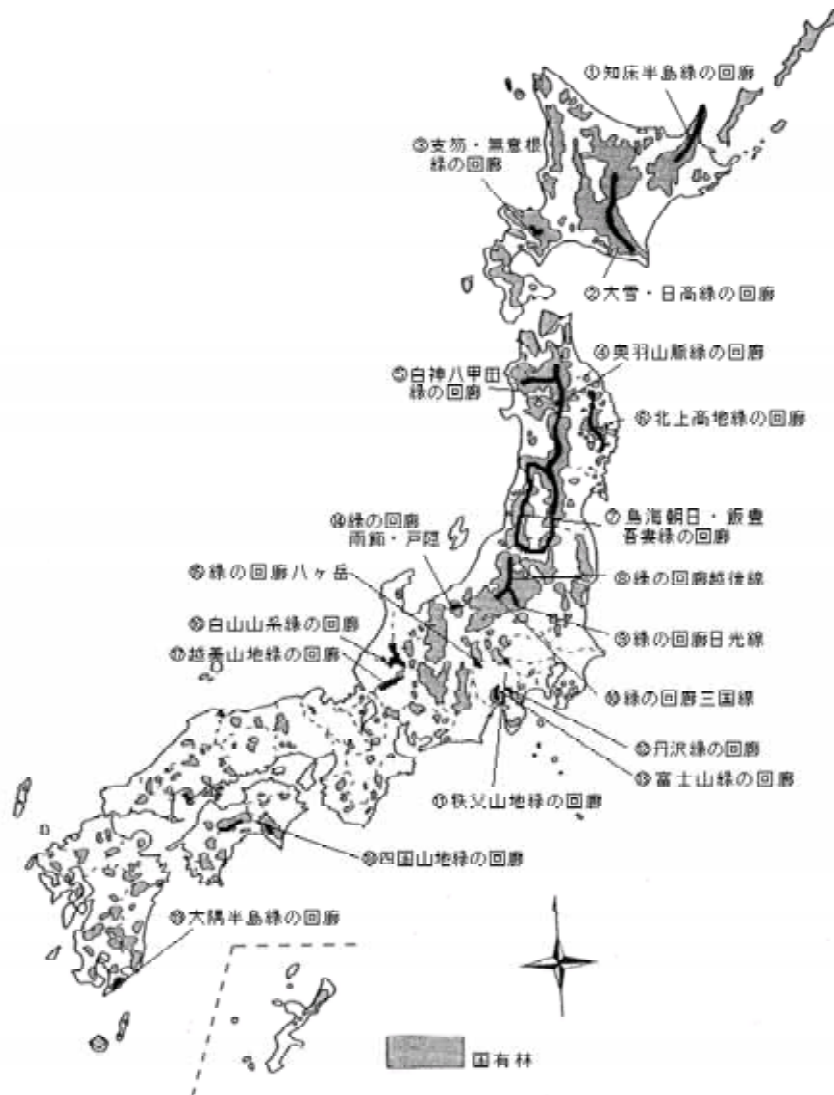 ①知床半島緑の回廊
③支笏・無意根
緑の回廊
②大雪・日高緑の回廊
④奥羽山脈緑の回廊
⑤白神八甲田
緑の回廊
⑥北上高地緑の回廊
⑦鳥海朝日・飯豊
吾妻緑の回廊
⑭緑の回廊
雨飾・戸隠
⑮緑の回廊八ヶ岳
⑧緑の回廊越後線
⑯白山山系緑の回廊
⑨緑の回廊日光線
⑰越美山地緑の回廊
⑩緑の回廊三国線
⑫丹沢緑の回廊
⑬富士山緑の回廊
⑪秩父山地緑の回廊
⑱四国山地緑の回廊
⑲大隅半島緑の回廊
国有林